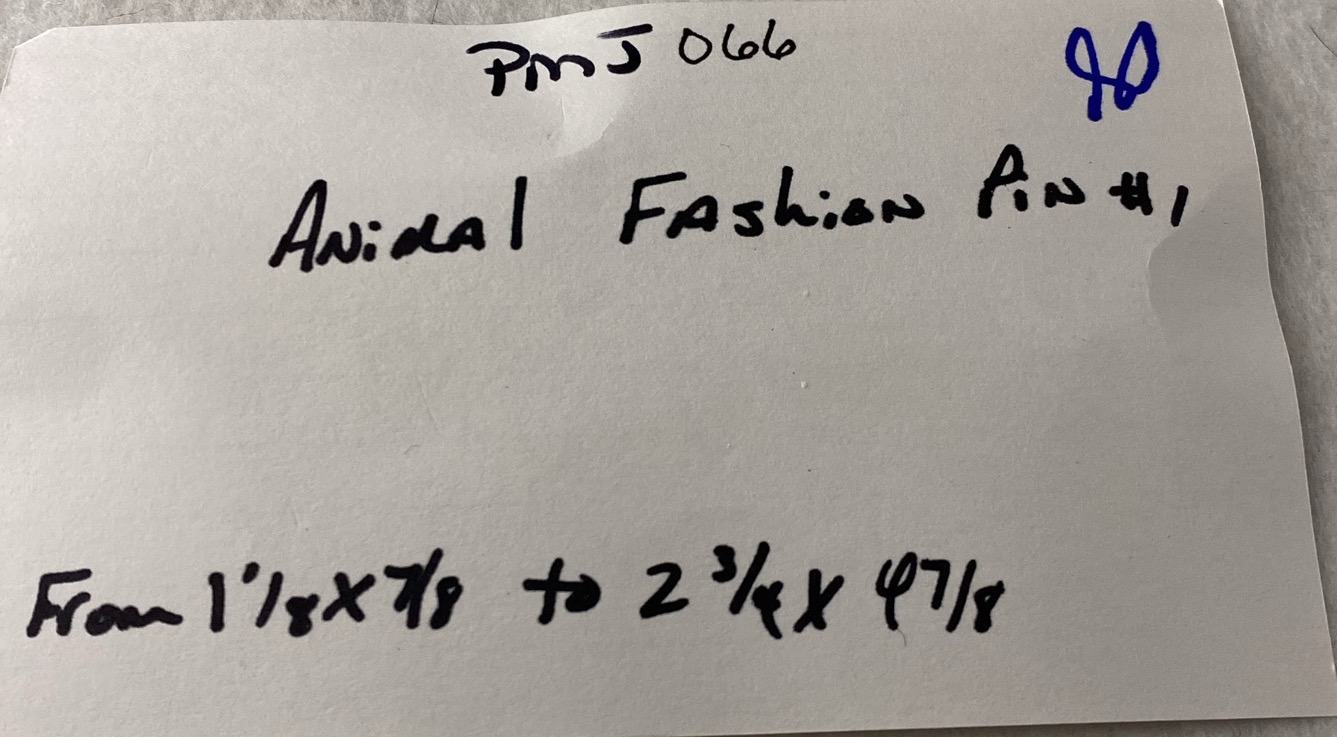 PmJ 066
Animal Fashion Pin #1
From 1 1/8 X 7/8 to 2 3/4 X 4 7/8